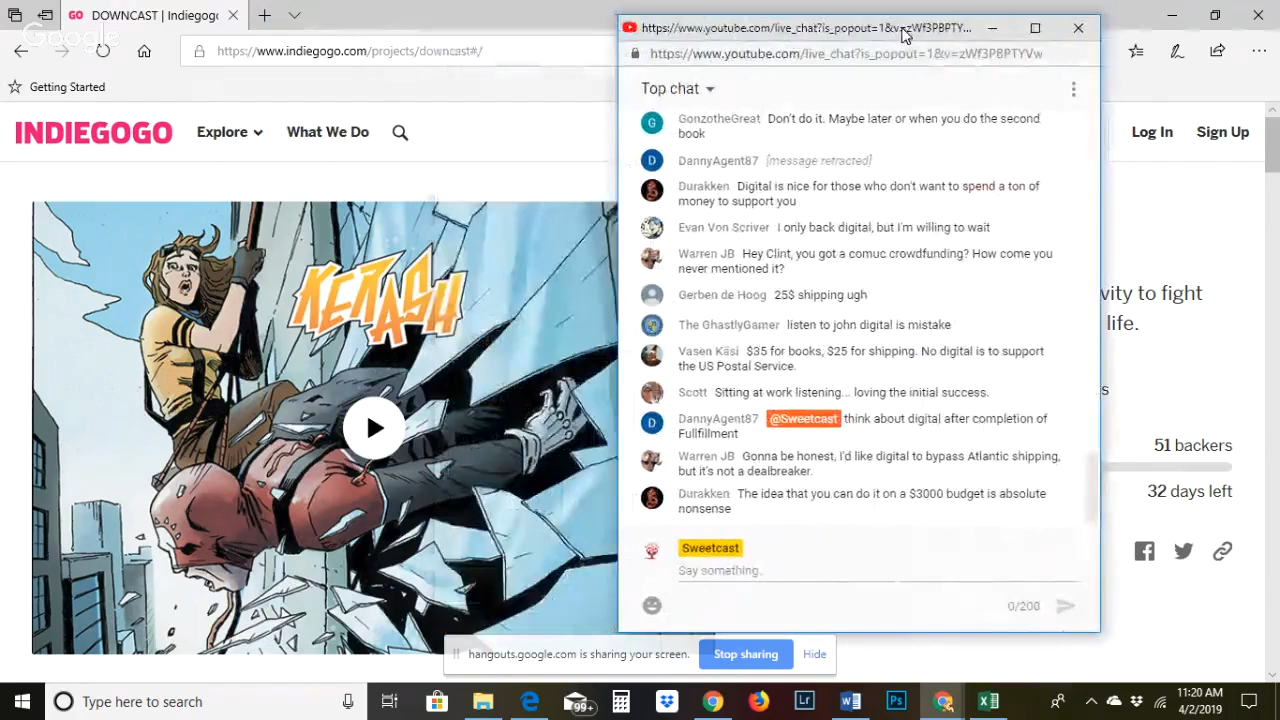 GO DOWNCAST | Indiegogo
Google
https://www.indiegogo.com/projects/downcast#/
Getting Started
INDIEGOGO Explore What We Do Log In Sign Up
KERASH
https://www.youtube.com/live_chat?is_popout=1&v=zWf3PBPTY...
https://www.youtube.com/live_chat?is_popout=1&v=zWf3PBPTYVw
Top chat
G GonzotheGreat Don't do it. Maybe later or when you do the second
book
D DannyAgent87 [message retracted]
Durakken Digital is nice for those who don't want to spend a ton of
money to support you
Evan Von Scriver I only back digital, but I'm willing to wait
Warren JB Hey Clint, you got a comuc crowdfunding? How come you
never mentioned it?
Gerben de Hoog 25$ shipping ugh
The GhastlyGamer listen to john digital is mistake
Vasen Käsi $35 for books, $25 for shipping. No digital is to support
the US Postal Service.
Scott Sitting at work listening... loving the initial success.
D DannyAgent87 @Sweetcast think about digital after completion of
Fullfillment
Warren JB Gonna be honest, i'd like digital to bypass Atlantic shipping,
but it's not a dealbreaker.
Durakken The idea that you can do it on a $3000 budget is absolute
nonsense
Sweetcast
Say something.
0/200
vity to fight
life.
s
51 backers
32 days left
hangouts.google.com is sharing your screen. Stop sharing Hide
Type here to search
99+
Lr
Ps
11:20 AM
4/2/2019